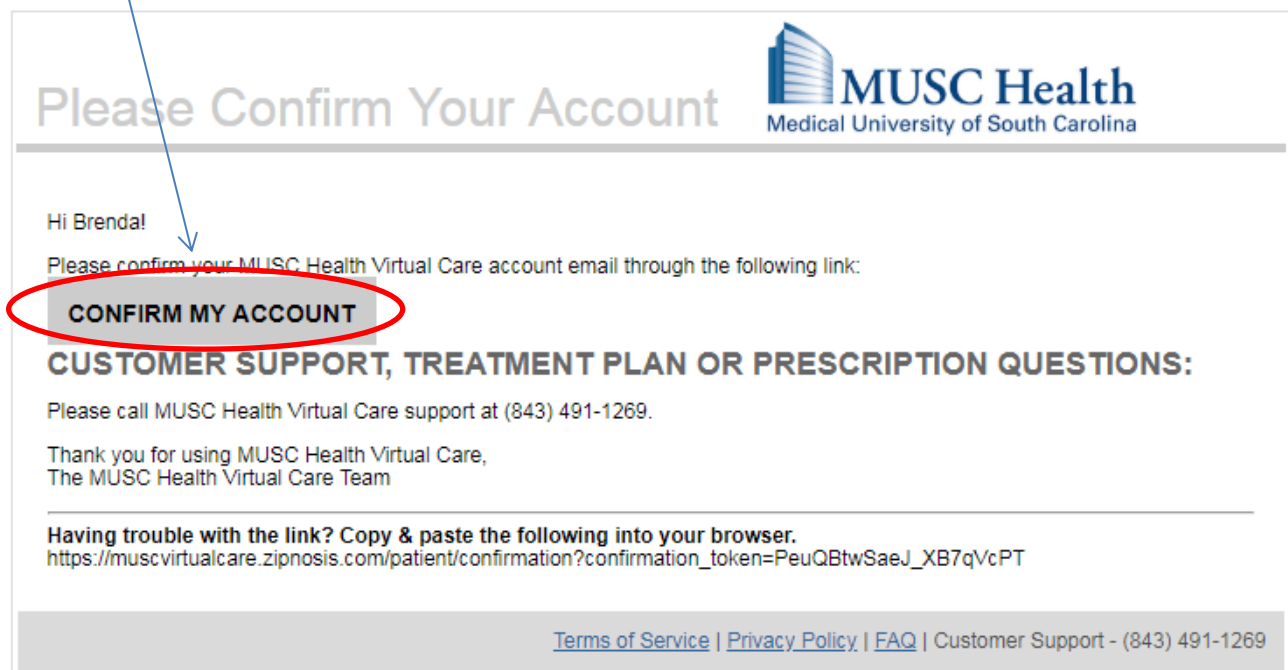 Please Confirm Your Account
MUSC Health
Medical University of South Carolina
Hi Brenda!
Please confirm your MUSC Health Virtual Care account email through the following link:
CONFIRM MY ACCOUNT
CUSTOMER SUPPORT, TREATMENT PLAN OR PRESCRIPTION QUESTIONS:
Please call MUSC Health Virtual Care support at (843) 491-1269.
Thank you for using MUSC Health Virtual Care,
The MUSC Health Virtual Care Team
Having trouble with the link? Copy & paste the following into your browser.
https://muscvirtualcare.zipnosis.com/patient/confirmation?confirmation_token=PeuQBtwSaeJ_XB7qVcPT
Terms of Service | Privacy Policy | FAQ | Customer Support - (843) 491-1269